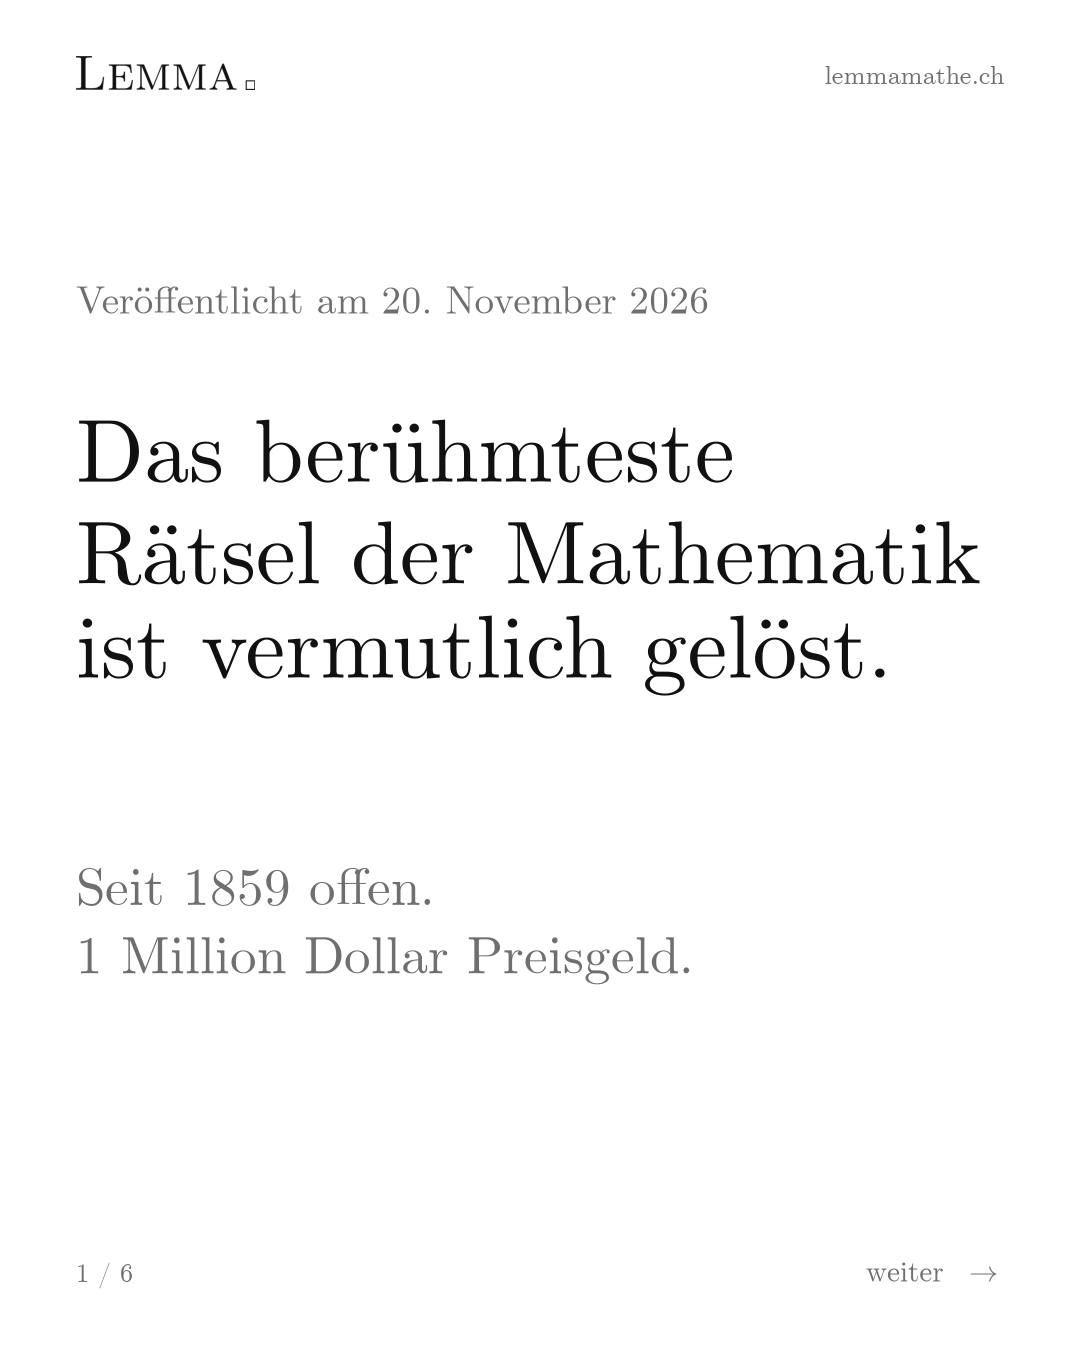 LEMMA□
lemmamathe.ch
Veröffentlicht am 20. November 2026
Das berühmteste
Rätsel der Mathematik
ist vermutlich gelöst.
Seit 1859 offen.
1 Million Dollar Preisgeld.
1 / 6
weiter →